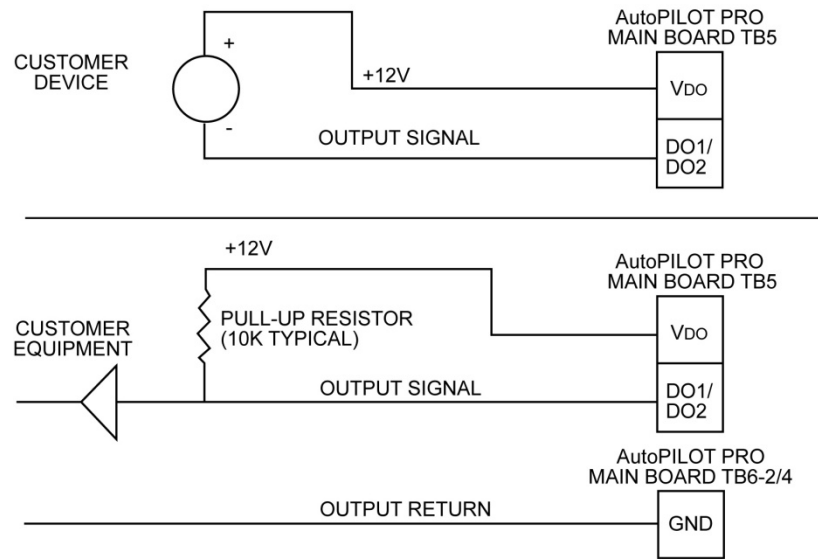 AutoPILOT PRO
MAIN BOARD TB5
CUSTOMER
DEVICE
+
+12V
VDO
-
OUTPUT SIGNAL
DO1/
DO2
+12V
AutoPILOT PRO
MAIN BOARD TB5
PULL-UP RESISTOR
(10K TYPICAL)
CUSTOMER
EQUIPMENT
VDO
OUTPUT SIGNAL
DO1/
DO2
AutoPILOT PRO
MAIN BOARD TB6-2/4
OUTPUT RETURN
GND